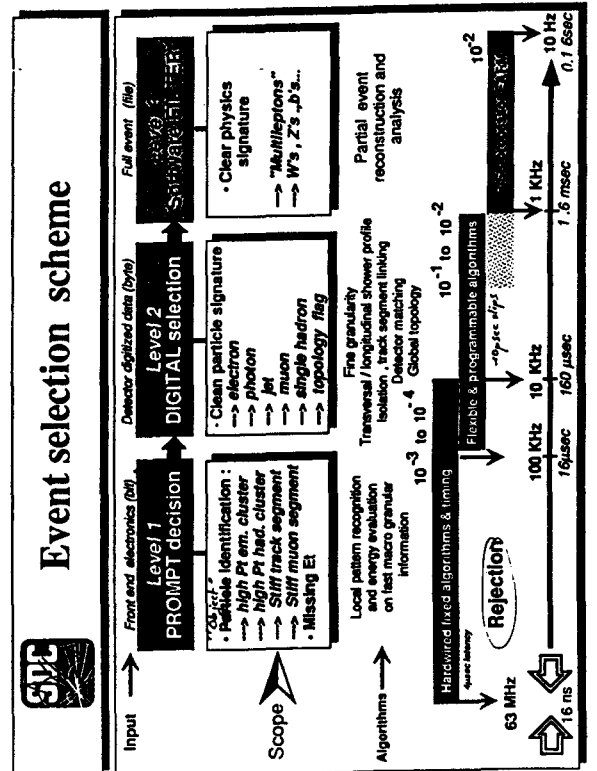 Event selection scheme
Input
Front end electronics (bit)
Level 1
PROMPT decision
Detector digitized data (byte)
Level 2
DIGITAL selection
Full event (file)
Level 3
Software
Scope
"Object"
• Particle identification :
--> high Pt em. cluster
--> high Pt had. cluster
--> Stiff track segment
--> Stiff muon segment
• Missing Et
• Clean particle signature
--> electron
--> photon
--> jet
--> muon
--> single hadron
--> topology flag
• Clear physics
signature
--> "Multileptons"
--> W's , Z's ,,b's...
Algorithms
Local pattern recognition
and energy evaluation
on fast macro granular
information
Fine granularity
Transversal / longitudinal shower profile
Isolation , track segment linking
Detector matching
Global topology
Partial event
reconstruction and
analysis
10⁻³ to 10⁻⁴
10⁻¹ to 10⁻²
10⁻²
Hardwired fixed algorithms & timing
Flexible & programmable algorithms
4µsec latency
Rejection
63 MHz
100 KHz
10 KHz
1 KHz
10 Hz
16 ns
16µsec
160 µsec
1.6 msec
0.1 6sec